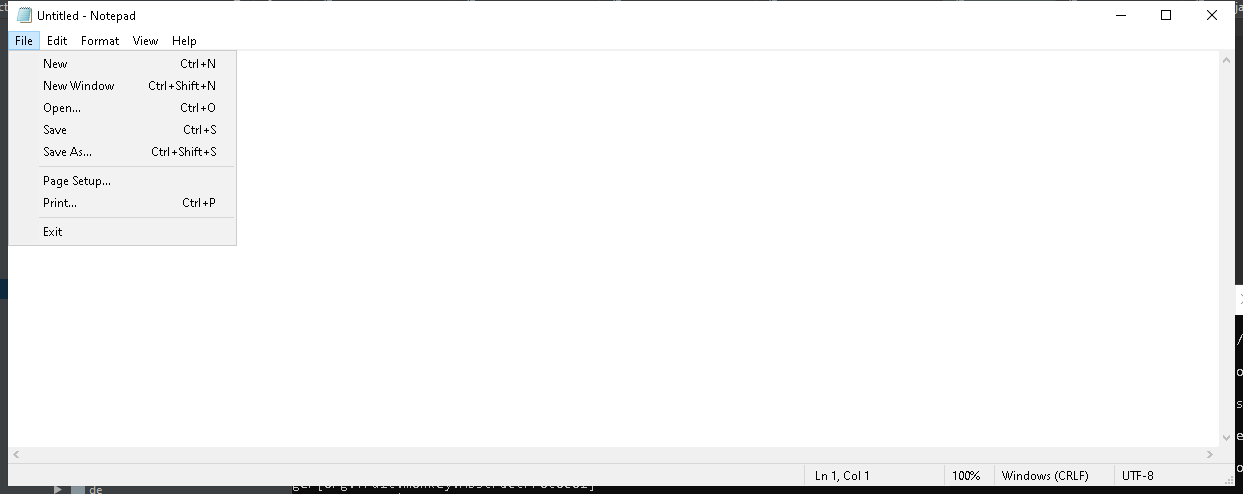 Untitled - Notepad
File Edit Format View Help
New Ctrl+N
New Window Ctrl+Shift+N
Open... Ctrl+O
Save Ctrl+S
Save As... Ctrl+Shift+S
Page Setup...
Print... Ctrl+P
Exit
Ln 1, Col 1 100% Windows (CRLF) UTF-8
de